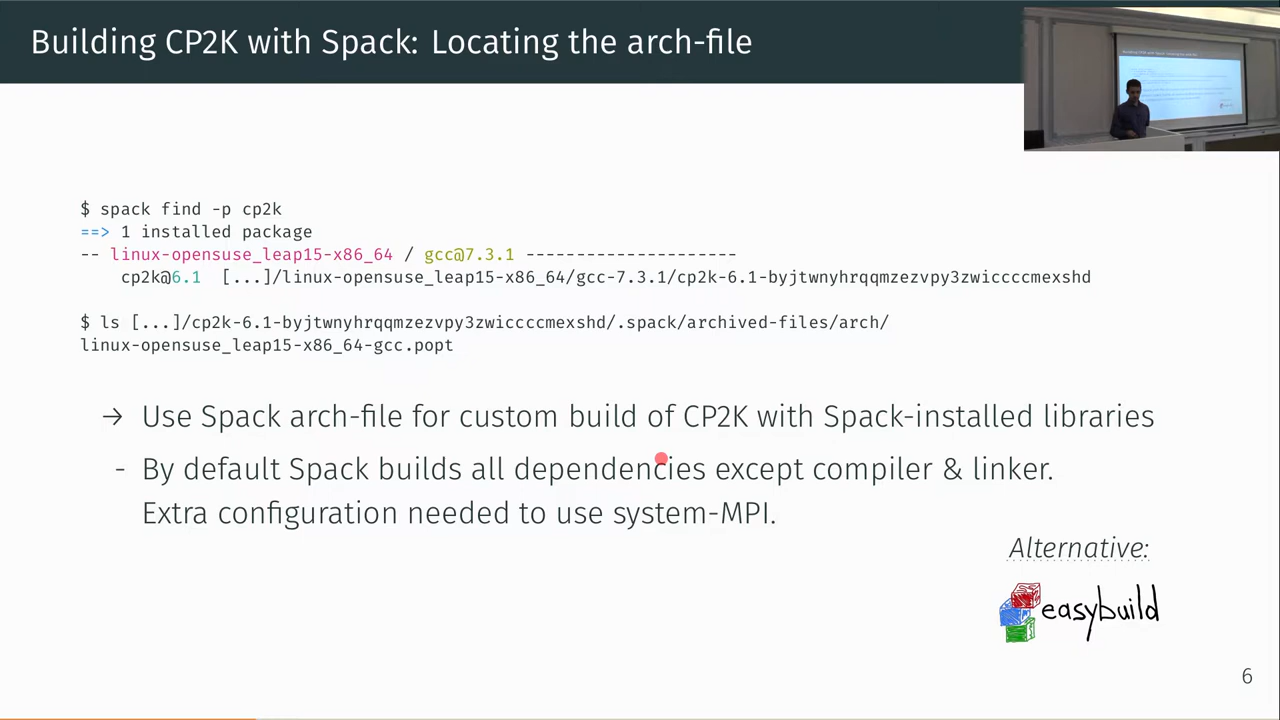 Building CP2K with Spack: Locating the arch-file
$ spack find -p cp2k
==> 1 installed package
-- linux-opensuse_leap15-x86_64 / gcc@7.3.1 ---------------------
cp2k@6.1 [...]/linux-opensuse_leap15-x86_64/gcc-7.3.1/cp2k-6.1-byjtwnyhrqqmzezvpy3zwiccccmexshd
$ ls [...]/cp2k-6.1-byjtwnyhrqqmzezvpy3zwiccccmexshd/.spack/archived-files/arch/
linux-opensuse_leap15-x86_64-gcc.popt
→ Use Spack arch-file for custom build of CP2K with Spack-installed libraries
- By default Spack builds all dependencies except compiler & linker.
Extra configuration needed to use system-MPI.
Alternative:
easybuild
6